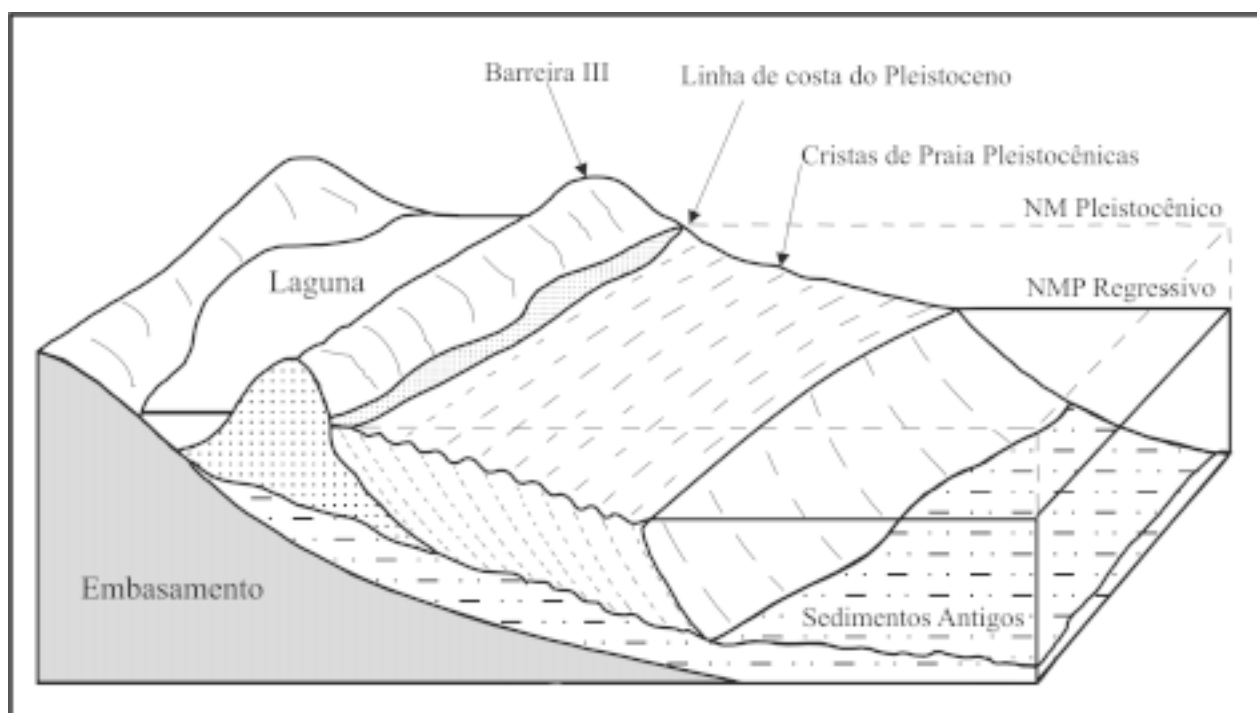 Barreira III
Linha de costa do Pleistoceno
Cristas de Praia Pleistocênicas
NM Pleistocênico
NMP Regressivo
Laguna
Embasamento
Sedimentos Antigos